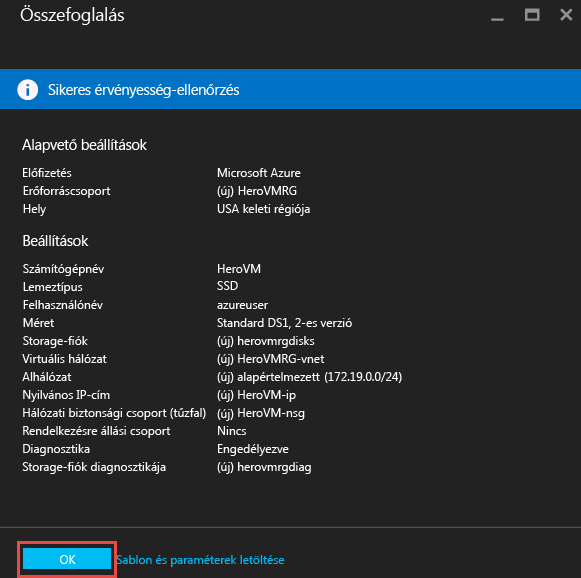 Összefoglalás
Sikeres érvényesség-ellenőrzés
Alapvető beállítások
Előfizetés Microsoft Azure
Erőforráscsoport (új) HeroVMRG
Hely USA keleti régiója
Beállítások
Számítógépnév HeroVM
Lemeztípus SSD
Felhasználónév azureuser
Méret Standard DS1, 2-es verzió
Storage-fiók (új) herovmrgdisks
Virtuális hálózat (új) HeroVMRG-vnet
Alhálózat (új) alapértelmezett (172.19.0.0/24)
Nyilvános IP-cím (új) HeroVM-ip
Hálózati biztonsági csoport (tűzfal) (új) HeroVM-nsg
Rendelkezésre állási csoport Nincs
Diagnosztika Engedélyezve
Storage-fiók diagnosztikája (új) herovmrgdiag
OK Sablon és paraméterek letöltése